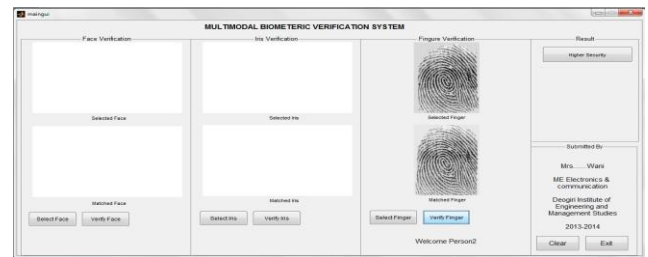 maingui
MULTIMODAL BIOMETERIC VERIFICATION SYSTEM
Face Verification
Selected Face
Matched Face
Select Face
Verify Face
Iris Verification
Selected Iris
Matched Iris
Select Iris
Verify Iris
Fingure Verification
Selected Finger
Matched Finger
Select Finger
Verify Finger
Welcome Person2
Result
Higher Security
Submitted By
Mrs.......Wani
ME Electronics &
communication
Deogiri Institute of
Engineering and
Management Studies
2013-2014
Clear
Exit